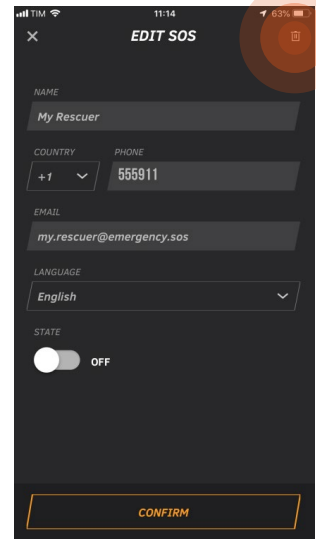 TIM 11:14 63%
EDIT SOS
NAME
My Rescuer
COUNTRY PHONE
+1 555911
EMAIL
my.rescuer@emergency.sos
LANGUAGE
English
STATE
OFF
CONFIRM